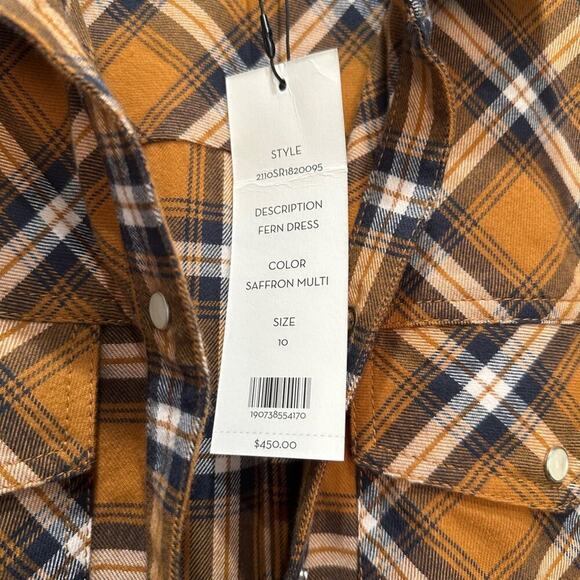 STYLE
2110SR1820095
DESCRIPTION
FERN DRESS
COLOR
SAFFRON MULTI
SIZE
10
190738554170
$450.00